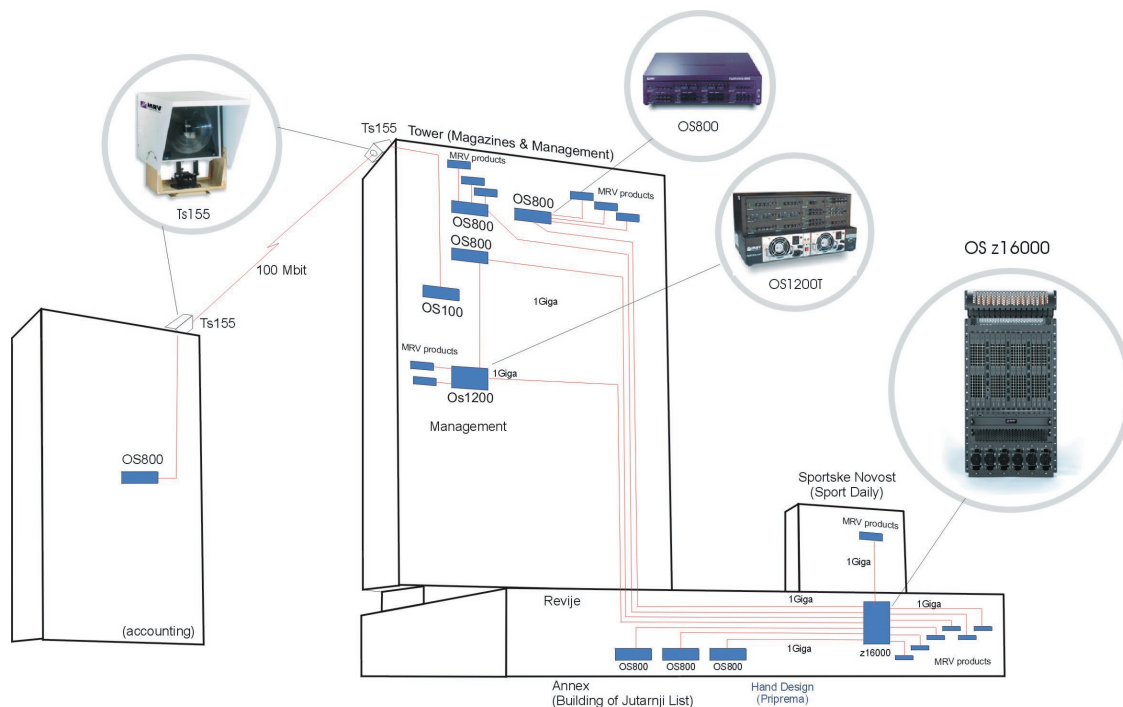 OS800
Ts155
Tower (Magazines & Management)
MRV
Ts155
MRV products
MRV products
OS800
OS800
OS800
OS1200T
OS z16000
100 Mbit
OS100
1Giga
Ts155
MRV products
1Giga
Os1200
Management
OS800
Sportske Novost
(Sport Daily)
MRV products
1Giga
Revije
1Giga
1Giga
(accounting)
1Giga
z16000
OS800
OS800
OS800
MRV products
Annex
(Building of Jutarnji List)
Hand Design
(Priprema)